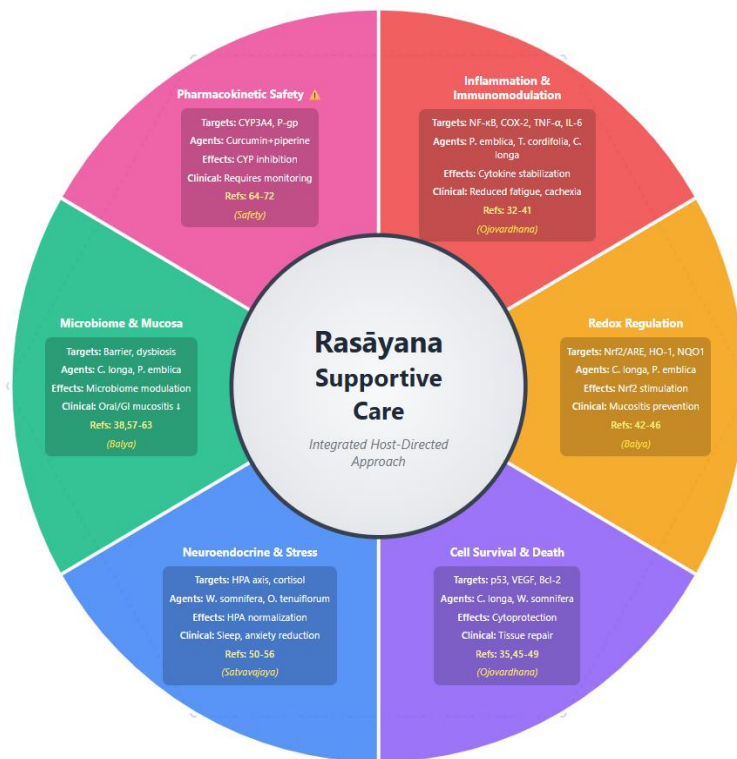 Pharmacokinetic Safety ⚠
Targets: CYP3A4, P-gp
Agents: Curcumin+piperine
Effects: CYP inhibition
Clinical: Requires monitoring
Refs: 64-72
(Safety)
Inflammation &
Immunomodulation
Targets: NF-κB, COX-2, TNF-α, IL-6
Agents: P. emblica, T. cordifolia, C.
longa
Effects: Cytokine stabilization
Clinical: Reduced fatigue, cachexia
Refs: 32-41
(Ojovardhana)
Microbiome & Mucosa
Targets: Barrier, dysbiosis
Agents: C. longa, P. emblica
Effects: Microbiome modulation
Clinical: Oral/GI mucositis ↓
Refs: 38,57-63
(Balya)
Rasāyana
Supportive
Care
Integrated Host-Directed
Approach
Redox Regulation
Targets: Nrf2/ARE, HO-1, NQO1
Agents: C. longa, P. emblica
Effects: Nrf2 stimulation
Clinical: Mucositis prevention
Refs: 42-46
(Balya)
Neuroendocrine & Stress
Targets: HPA axis, cortisol
Agents: W. somnifera, O. tenuiflorum
Effects: HPA normalization
Clinical: Sleep, anxiety reduction
Refs: 50-56
(Satvavajaya)
Cell Survival & Death
Targets: p53, VEGF, Bcl-2
Agents: C. longa, W. somnifera
Effects: Cytoprotection
Clinical: Tissue repair
Refs: 35,45-49
(Ojovardhana)